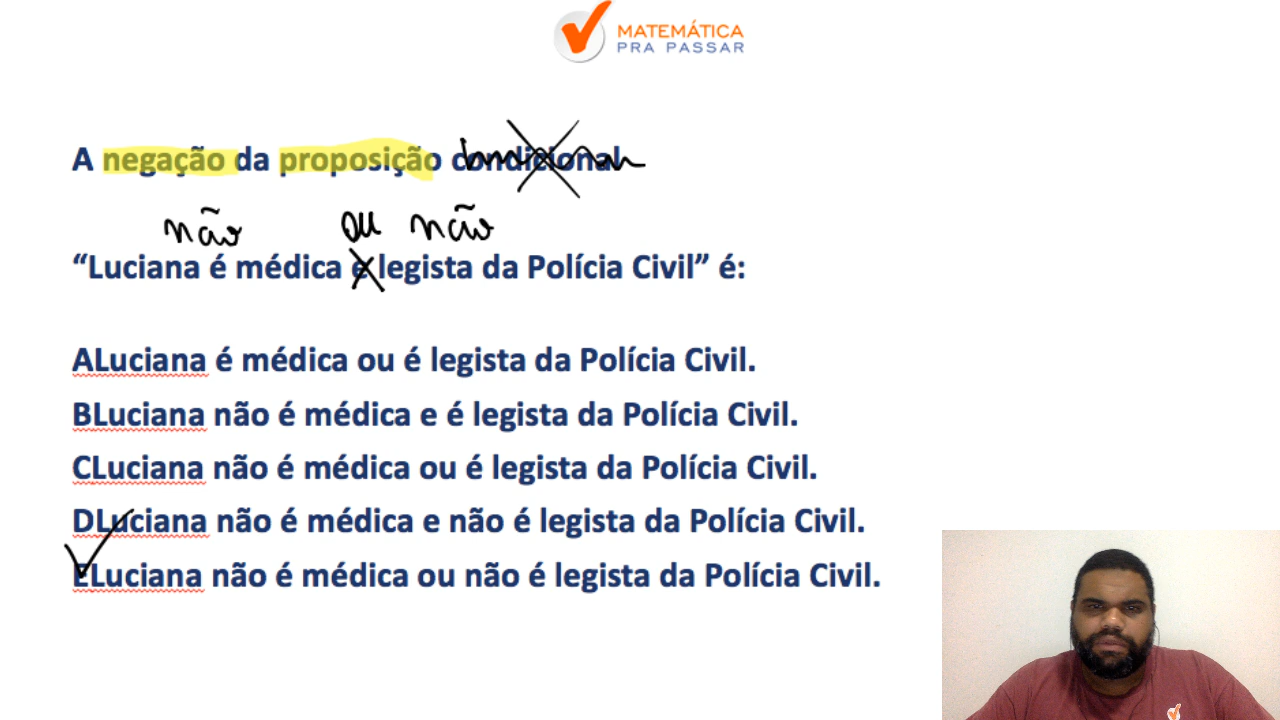 MATEMÁTICA
PRA PASSAR
A negação da proposição condicional
não ou não
“Luciana é médica e legista da Polícia Civil” é:
ALuciana é médica ou é legista da Polícia Civil.
BLuciana não é médica e é legista da Polícia Civil.
CLuciana não é médica ou é legista da Polícia Civil.
DLuciana não é médica e não é legista da Polícia Civil.
ELuciana não é médica ou não é legista da Polícia Civil.